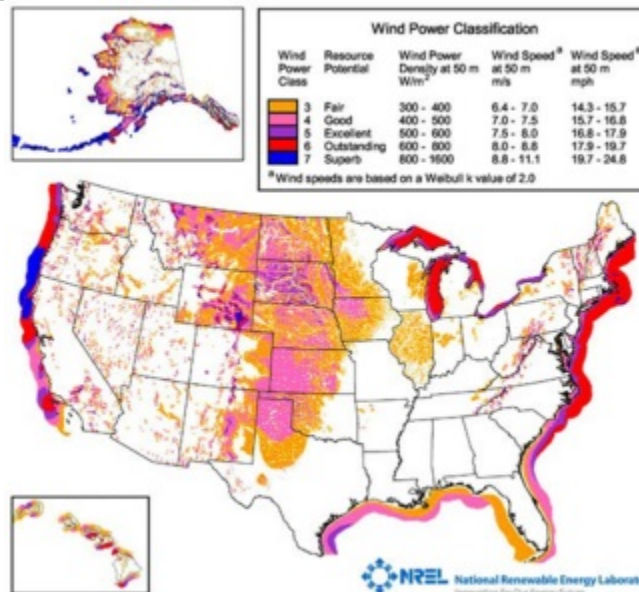 Wind Power Classification
Wind Power Class Resource Potential Wind Power Density at 50 m W/m² Wind Speed a at 50 m m/s Wind Speed a at 50 m mph
3 Fair 300 - 400 6.4 - 7.0 14.3 - 15.7
4 Good 400 - 500 7.0 - 7.5 15.7 - 16.8
5 Excellent 500 - 600 7.5 - 8.0 16.8 - 17.9
6 Outstanding 600 - 800 8.0 - 8.8 17.9 - 19.7
7 Superb 800 - 1600 8.8 - 11.1 19.7 - 24.8
a Wind speeds are based on a Weibull k value of 2.0
NREL National Renewable Energy Laborat